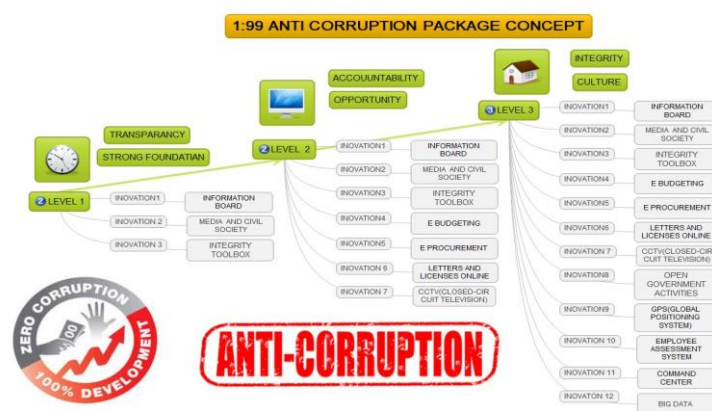 1:99 ANTI CORRUPTION PACKAGE CONCEPT
TRANSPARANCY
STRONG FOUNDATIAN
2 LEVEL 1
INOVATION1
INFORMATION
BOARD
INOVATION 2
MEDIA AND CIVIL
SOCIETY
INOVATION 3
INTEGRITY
TOOLBOX
ACCOUUNTABILITY
OPPORTUNITY
2 LEVEL 2
INOVATION1
INFORMATION
BOARD
INOVATION2
MEDIA AND CIVIL
SOCIETY
INOVATION3
INTEGRITY
TOOLBOX
INOVATION4
E BUDGETING
INOVATION5
E PROCUREMENT
INOVATION 6
LETTERS AND
LICENSES ONLINE
INOVATION 7
CCTV(CLOSED-CIR
CUIT TELEVISION)
INTEGRITY
CULTURE
3 LEVEL 3
INOVATION1
INFORMATION
BOARD
INOVATION2
MEDIA AND CIVIL
SOCIETY
INOVATION3
INTEGRITY
TOOLBOX
INOVATION4
E BUDGETING
INOVATION5
E PROCUREMENT
INOVATION6
LETTERS AND
LICENSES ONLINE
INOVATION 7
CCTV(CLOSED-CIR
CUIT TELEVISION)
INOVATION8
OPEN
GOVERNMENT
ACTIVITIES
INOVATION9
GPS(GLOBAL
POSITIONING
SYSTEM)
INOVATION 10
EMPLOYEE
ASSESSMENT
SYSTEM
INOVATION 11
COMMAND
CENTER
INOVATON 12
BIG DATA
ZERO CORRUPTION
100
100% DEVELOPMENT
ANTI-CORRUPTION